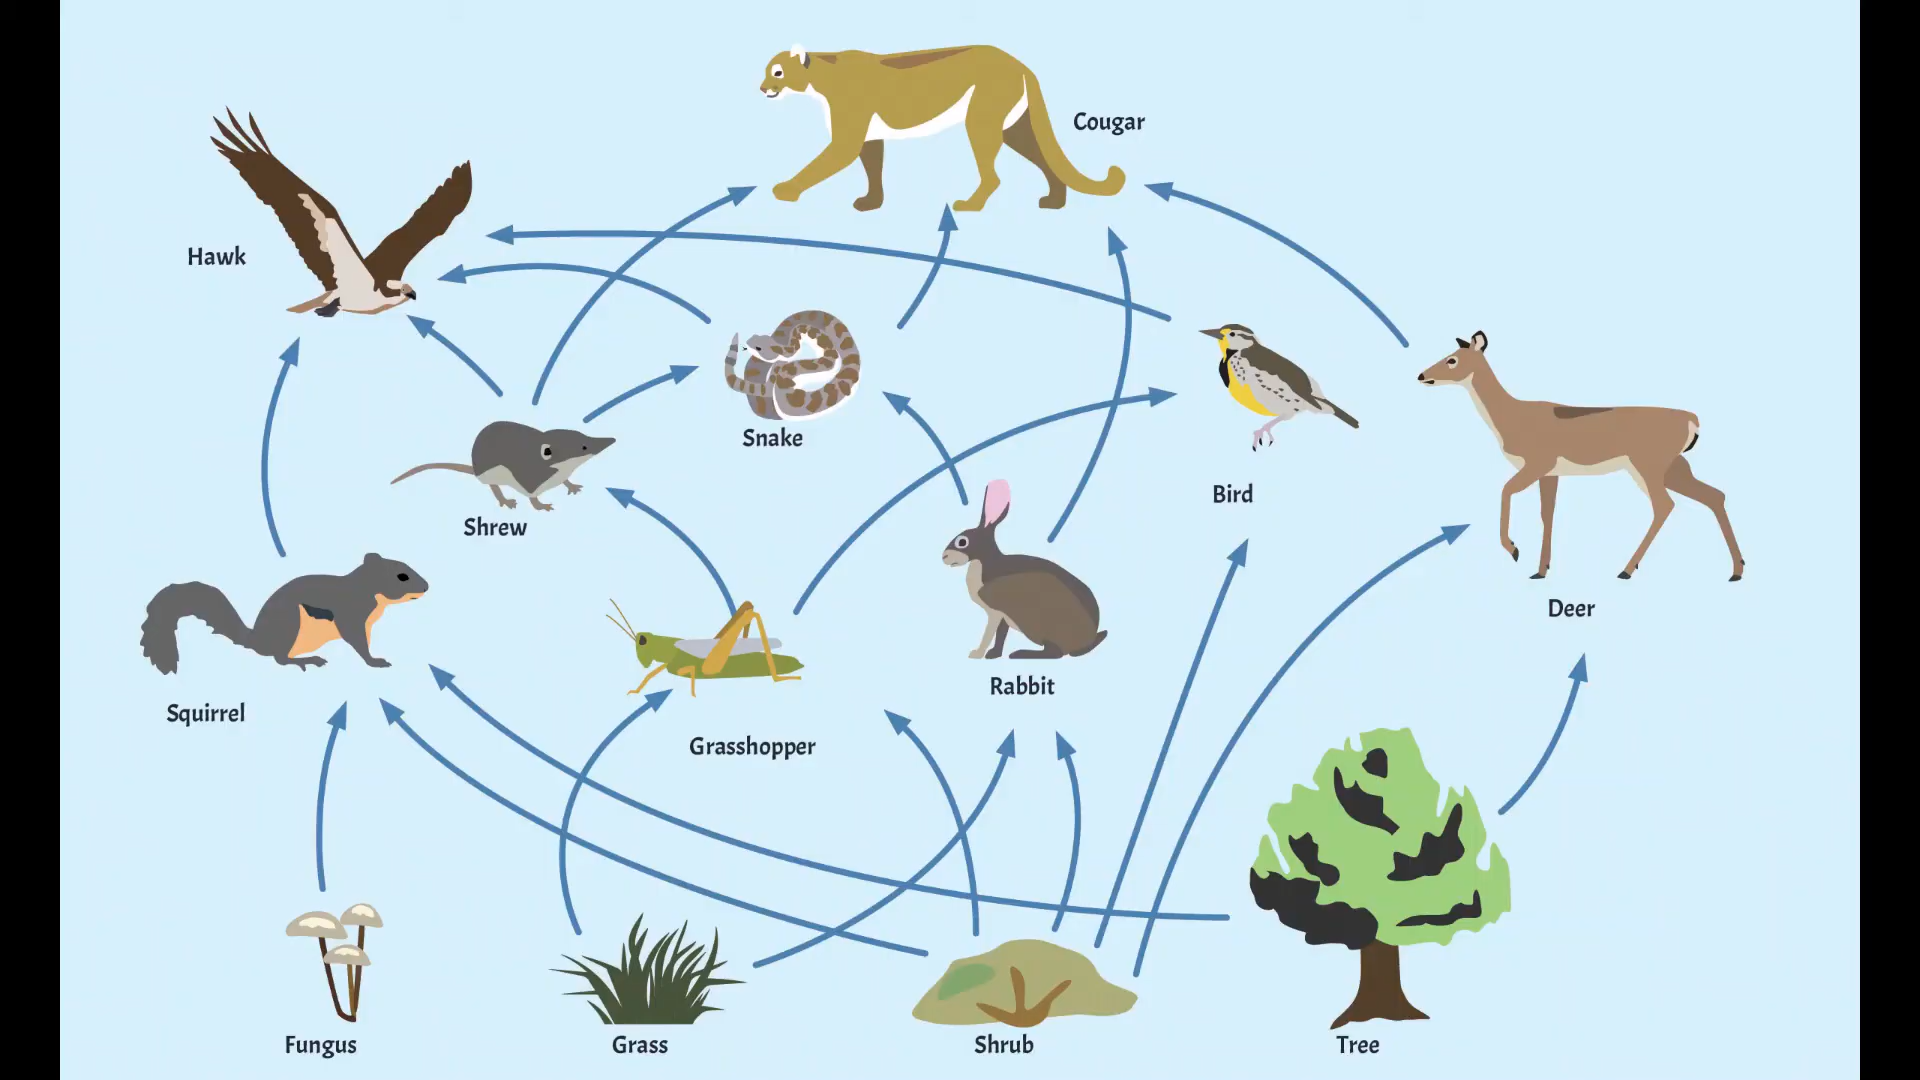 Cougar
Hawk
Snake
Bird
Shrew
Deer
Rabbit
Squirrel
Grasshopper
Fungus
Grass
Shrub
Tree